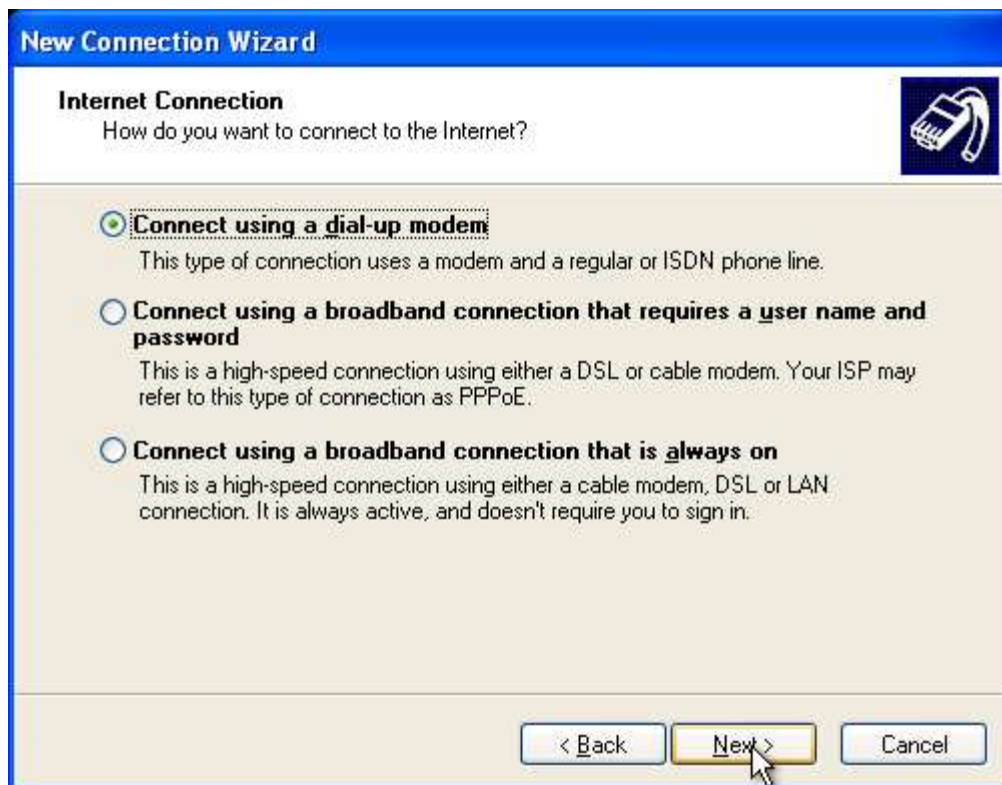 New Connection Wizard
Internet Connection
How do you want to connect to the Internet?
Connect using a dial-up modem
This type of connection uses a modem and a regular or ISDN phone line.
Connect using a broadband connection that requires a user name and
password
This is a high-speed connection using either a DSL or cable modem. Your ISP may
refer to this type of connection as PPPoE.
Connect using a broadband connection that is always on
This is a high-speed connection using either a cable modem, DSL or LAN
connection. It is always active, and doesn't require you to sign in.
< Back
Next >
Cancel